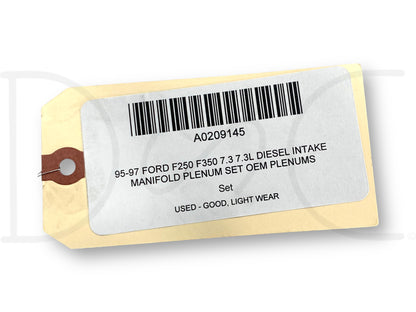 A0209145
95-97 FORD F250 F350 7.3 7.3L DIESEL INTAKE
MANIFOLD PLENUM SET OEM PLENUMS
Set
USED - GOOD, LIGHT WEAR